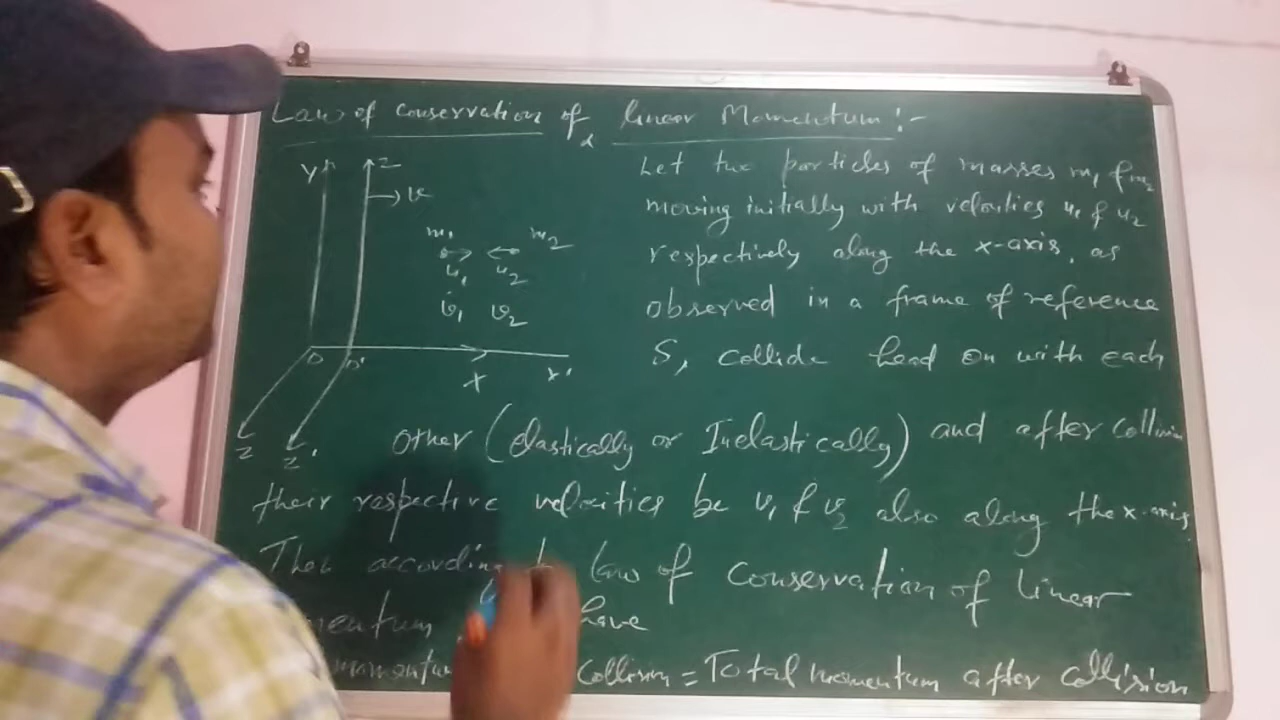 Law of conservation of linear Momentum:-
Y
Z
v
m1 m2
u1 u2
v1 v2
O O'
X X'
Z Z'
Let two particles of masses m1 & m2
moving initially with velocities u1 & u2
respectively along the x-axis, as
observed in a frame of reference
S, collide head on with each
other (elastically or Inelastically) and after collision
their respective velocities be v1 & v2 also along the x-axis.
Then according to law of conservation of linear
mentum have
momentum Collision = Total momentum after collision